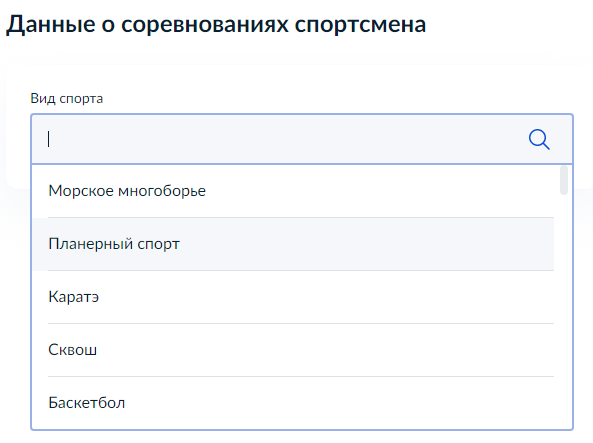 Данные о соревнованиях спортсмена
Вид спорта
Морское многоборье
Планерный спорт
Каратэ
Сквош
Баскетбол